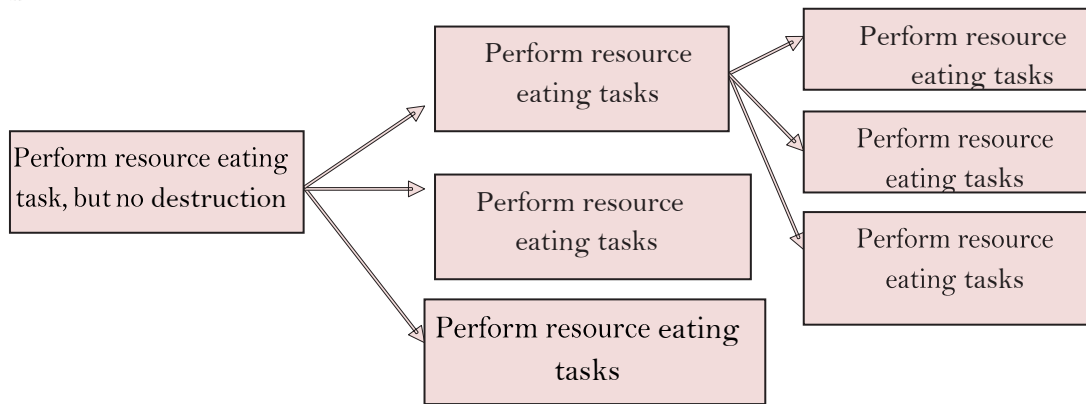 Perform resource eating
task, but no destruction
Perform resource
eating tasks
Perform resource
eating tasks
Perform resource eating
tasks
Perform resource
eating tasks
Perform resource
eating tasks
Perform resource
eating tasks